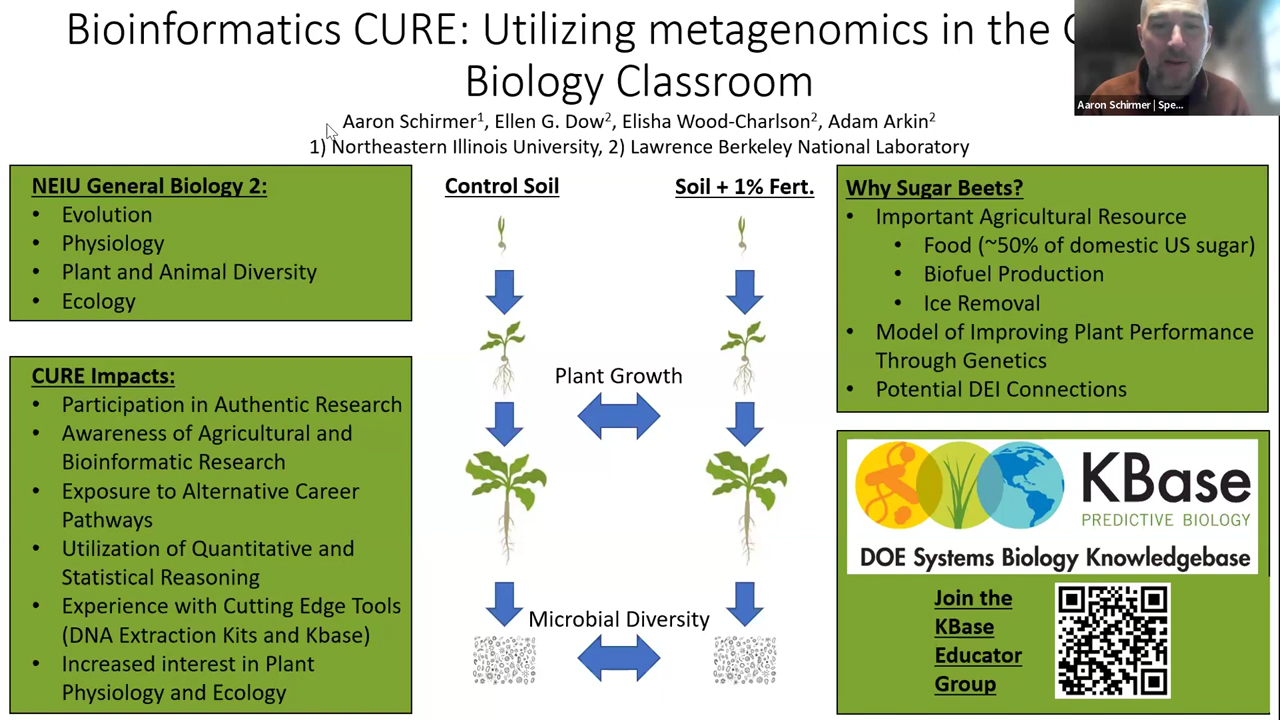 Bioinformatics CURE: Utilizing metagenomics in the
Biology Classroom
Aaron Schirmer | Spe...
Aaron Schirmer¹, Ellen G. Dow², Elisha Wood-Charlson², Adam Arkin²
1) Northeastern Illinois University, 2) Lawrence Berkeley National Laboratory
NEIU General Biology 2:
• Evolution
• Physiology
• Plant and Animal Diversity
• Ecology
CURE Impacts:
• Participation in Authentic Research
• Awareness of Agricultural and
Bioinformatic Research
• Exposure to Alternative Career
Pathways
• Utilization of Quantitative and
Statistical Reasoning
• Experience with Cutting Edge Tools
(DNA Extraction Kits and Kbase)
• Increased interest in Plant
Physiology and Ecology
Control Soil
Soil + 1% Fert.
Plant Growth
Microbial Diversity
Why Sugar Beets?
• Important Agricultural Resource
• Food (~50% of domestic US sugar)
• Biofuel Production
• Ice Removal
• Model of Improving Plant Performance
Through Genetics
• Potential DEI Connections
KBase
PREDICTIVE BIOLOGY
DOE Systems Biology Knowledgebase
Join the
KBase
Educator
Group